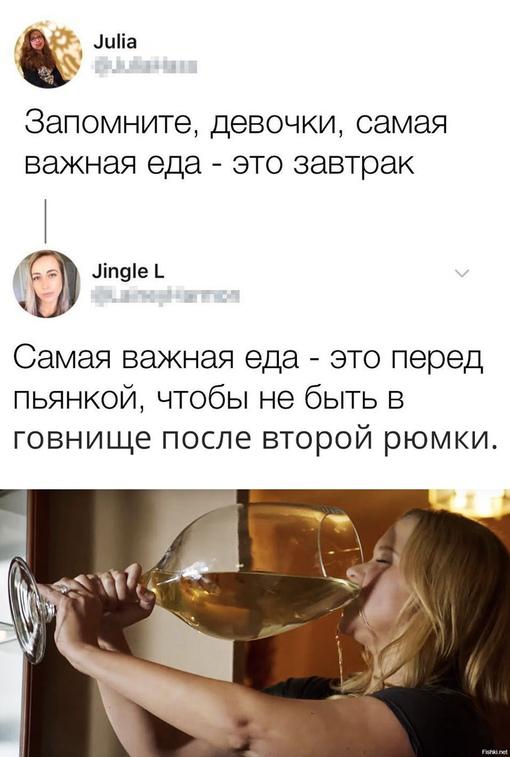 Julia
Запомните, девочки, самая
важная еда - это завтрак
Jingle L
Самая важная еда - это перед
пьянкой, чтобы не быть в
говнище после второй рюмки.
Fishki.net